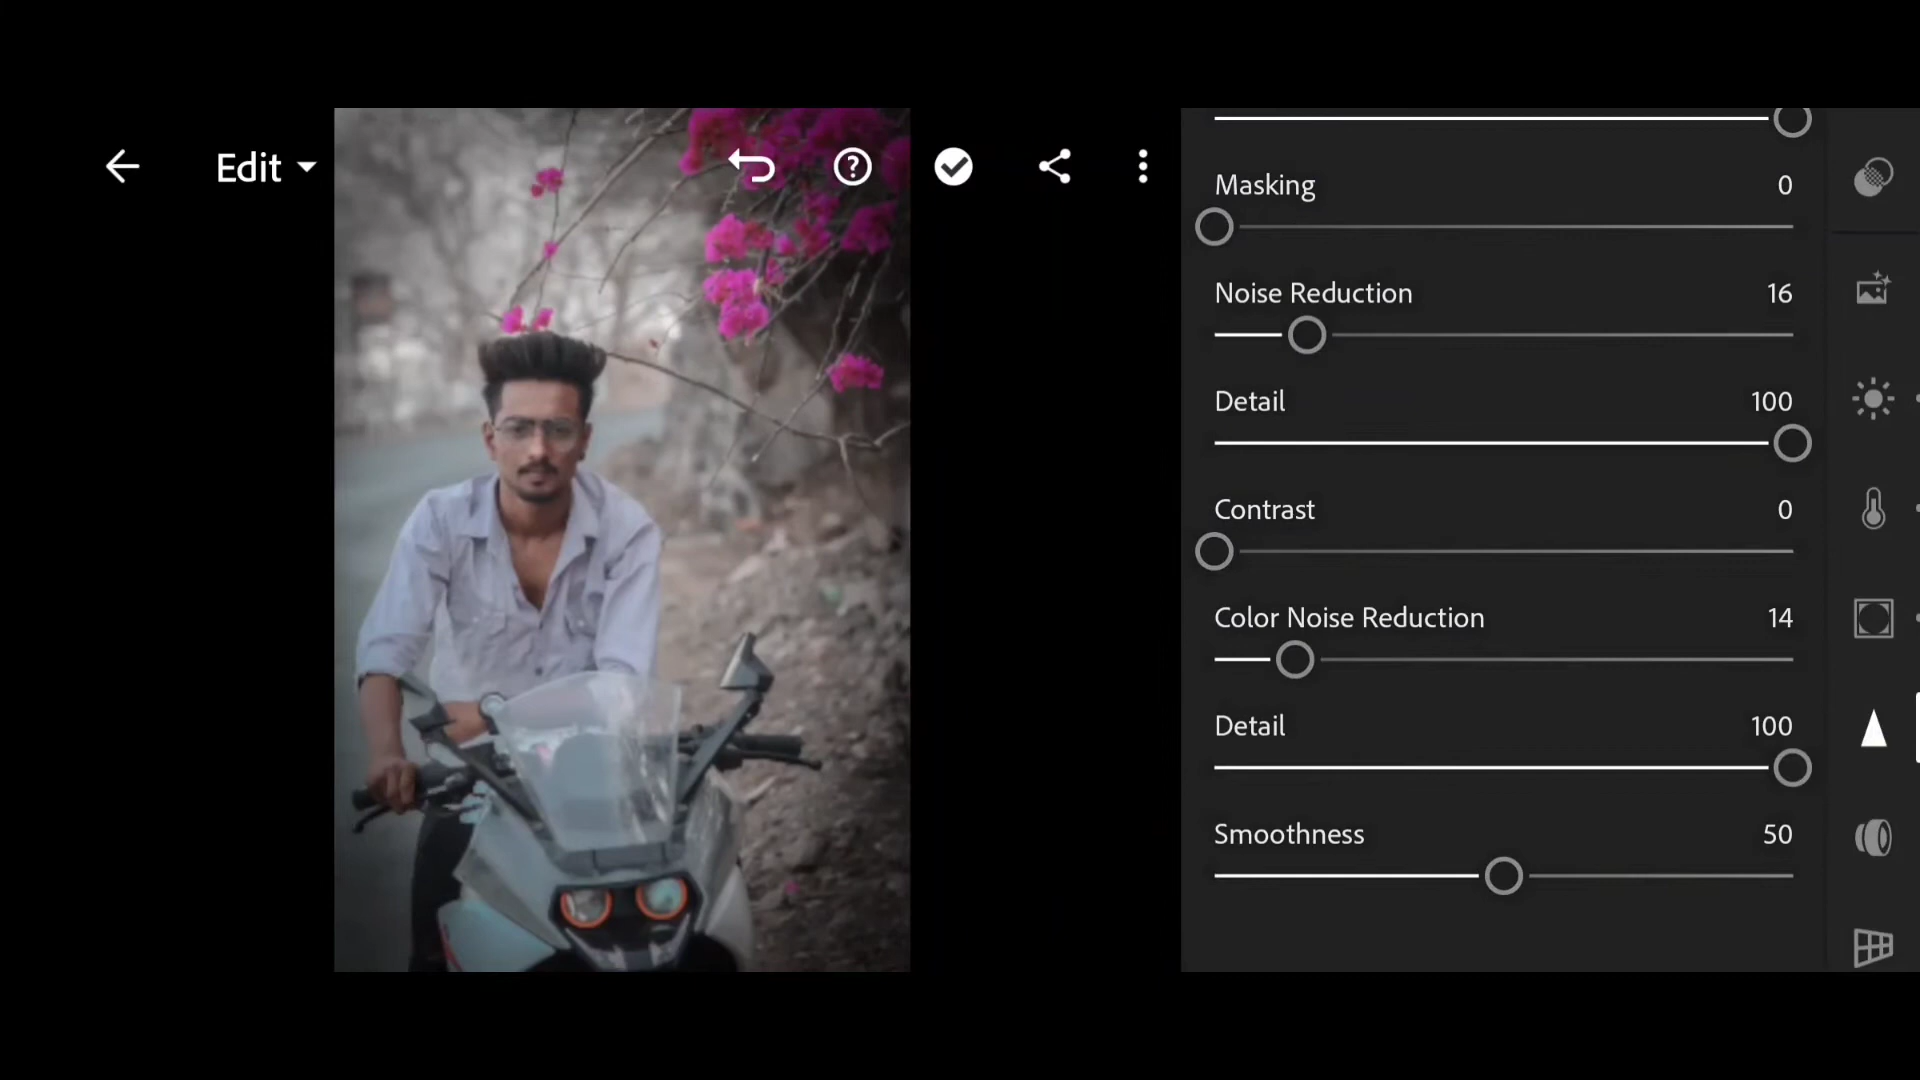 Edit
Masking 0
Noise Reduction 16
Detail 100
Contrast 0
Color Noise Reduction 14
Detail 100
Smoothness 50